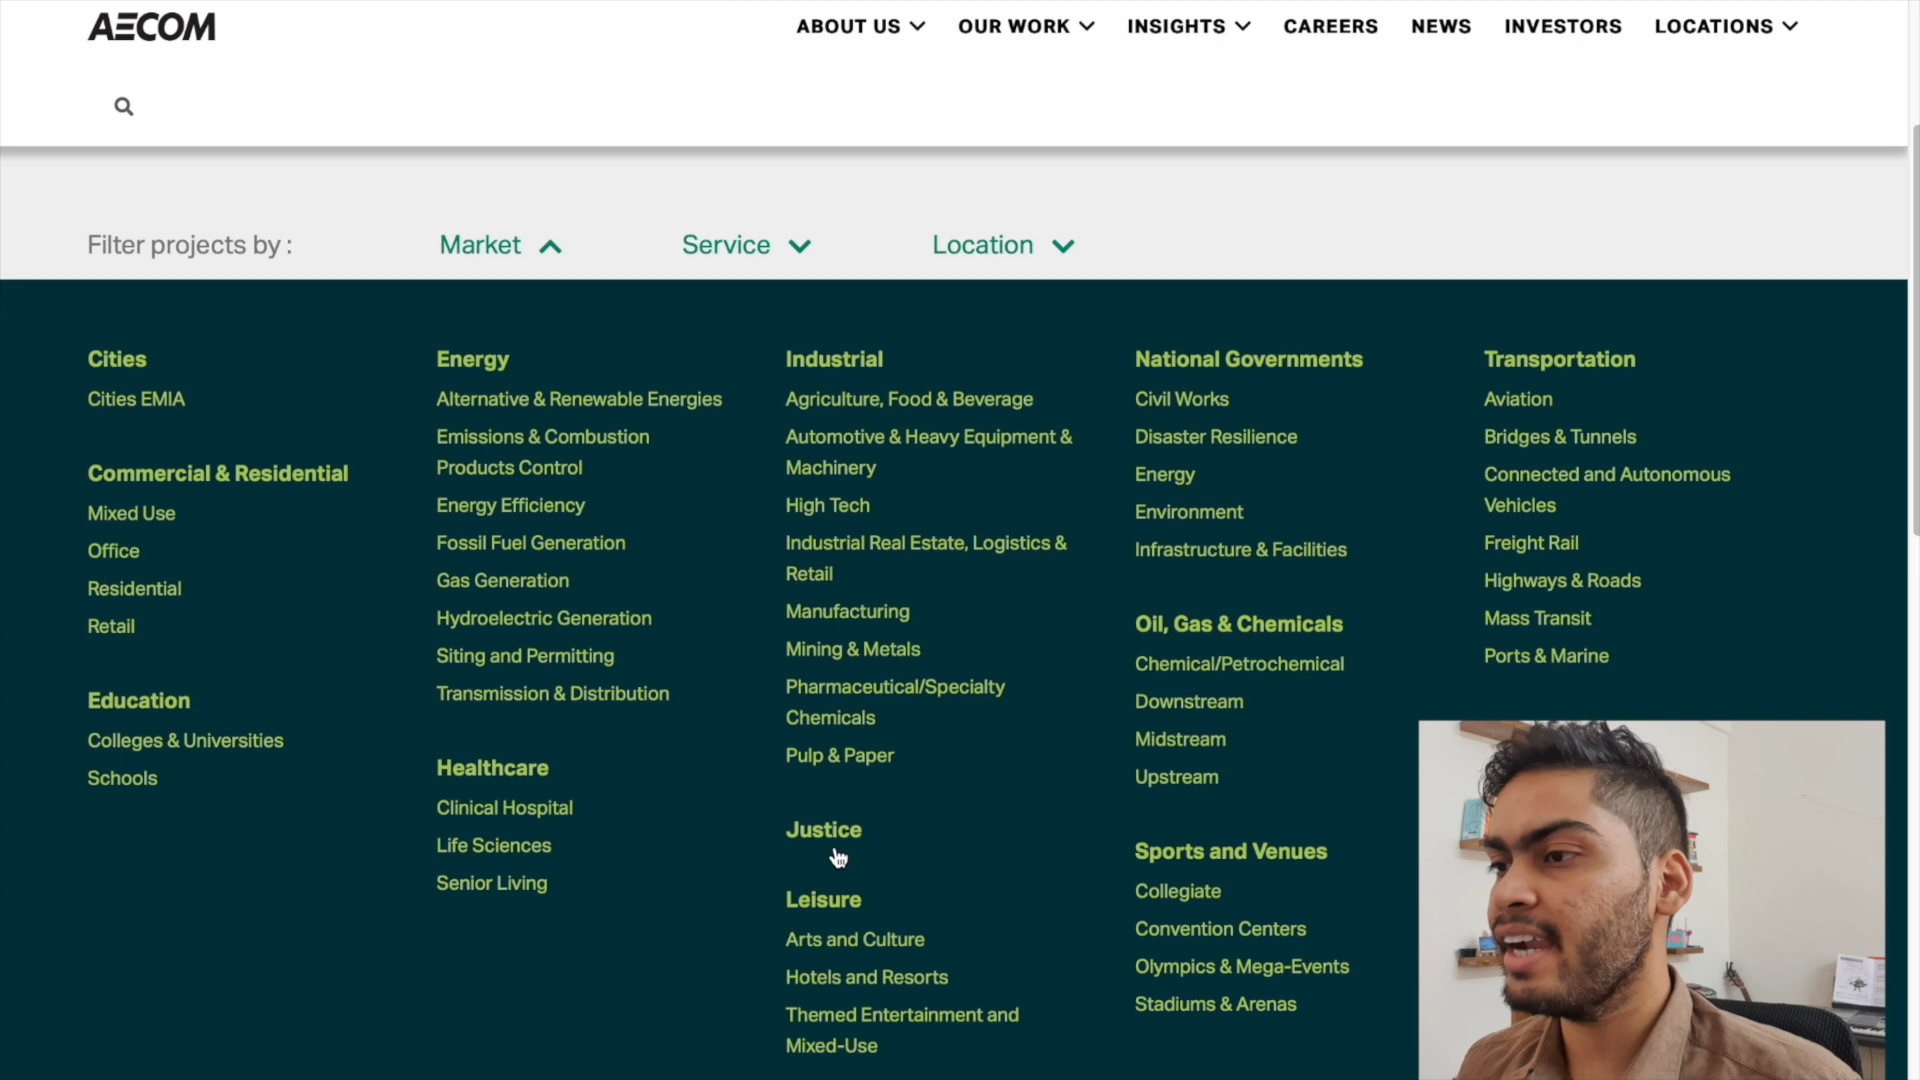 AECOM
ABOUT US
OUR WORK
INSIGHTS
CAREERS
NEWS
INVESTORS
LOCATIONS
Filter projects by :
Market
Service
Location
Cities
Cities EMIA
Commercial & Residential
Mixed Use
Office
Residential
Retail
Education
Colleges & Universities
Schools
Energy
Alternative & Renewable Energies
Emissions & Combustion
Products Control
Energy Efficiency
Fossil Fuel Generation
Gas Generation
Hydroelectric Generation
Siting and Permitting
Transmission & Distribution
Healthcare
Clinical Hospital
Life Sciences
Senior Living
Industrial
Agriculture, Food & Beverage
Automotive & Heavy Equipment &
Machinery
High Tech
Industrial Real Estate, Logistics &
Retail
Manufacturing
Mining & Metals
Pharmaceutical/Specialty
Chemicals
Pulp & Paper
Justice
Leisure
Arts and Culture
Hotels and Resorts
Themed Entertainment and
Mixed-Use
National Governments
Civil Works
Disaster Resilience
Energy
Environment
Infrastructure & Facilities
Oil, Gas & Chemicals
Chemical/Petrochemical
Downstream
Midstream
Upstream
Sports and Venues
Collegiate
Convention Centers
Olympics & Mega-Events
Stadiums & Arenas
Transportation
Aviation
Bridges & Tunnels
Connected and Autonomous
Vehicles
Freight Rail
Highways & Roads
Mass Transit
Ports & Marine